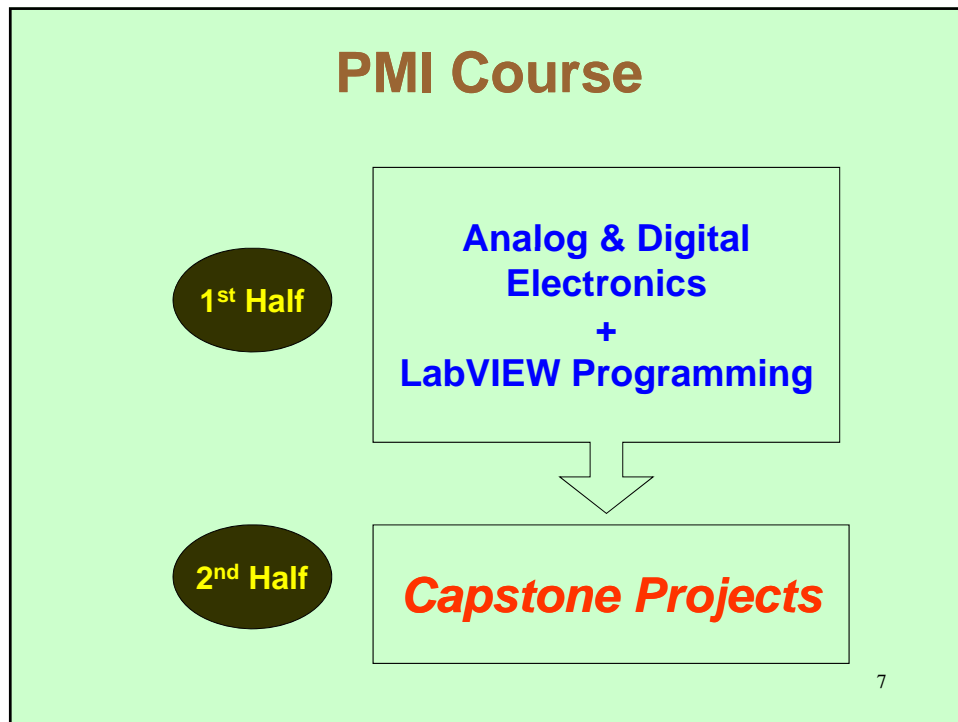 PMI Course
1st Half
Analog & Digital
Electronics
+
LabVIEW Programming
2nd Half
Capstone Projects
7